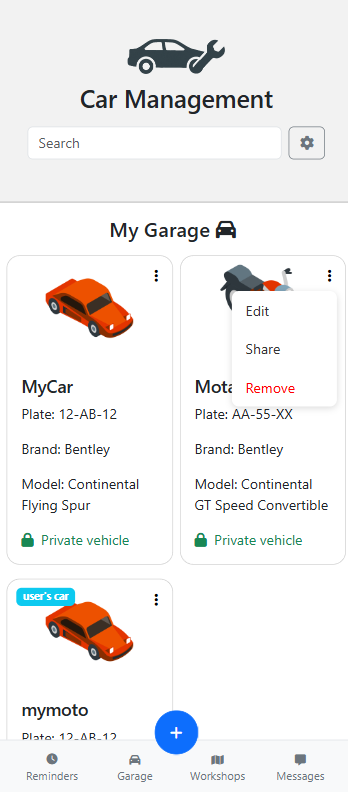 Car Management
Search
My Garage
MyCar
Plate: 12-AB-12
Brand: Bentley
Model: Continental
Flying Spur
Private vehicle
Edit
Share
Remove
Mota
Plate: AA-55-XX
Brand: Bentley
Model: Continental
GT Speed Convertible
Private vehicle
user's car
mymoto
Plate: 12-AB-12
+
Reminders
Garage
Workshops
Messages